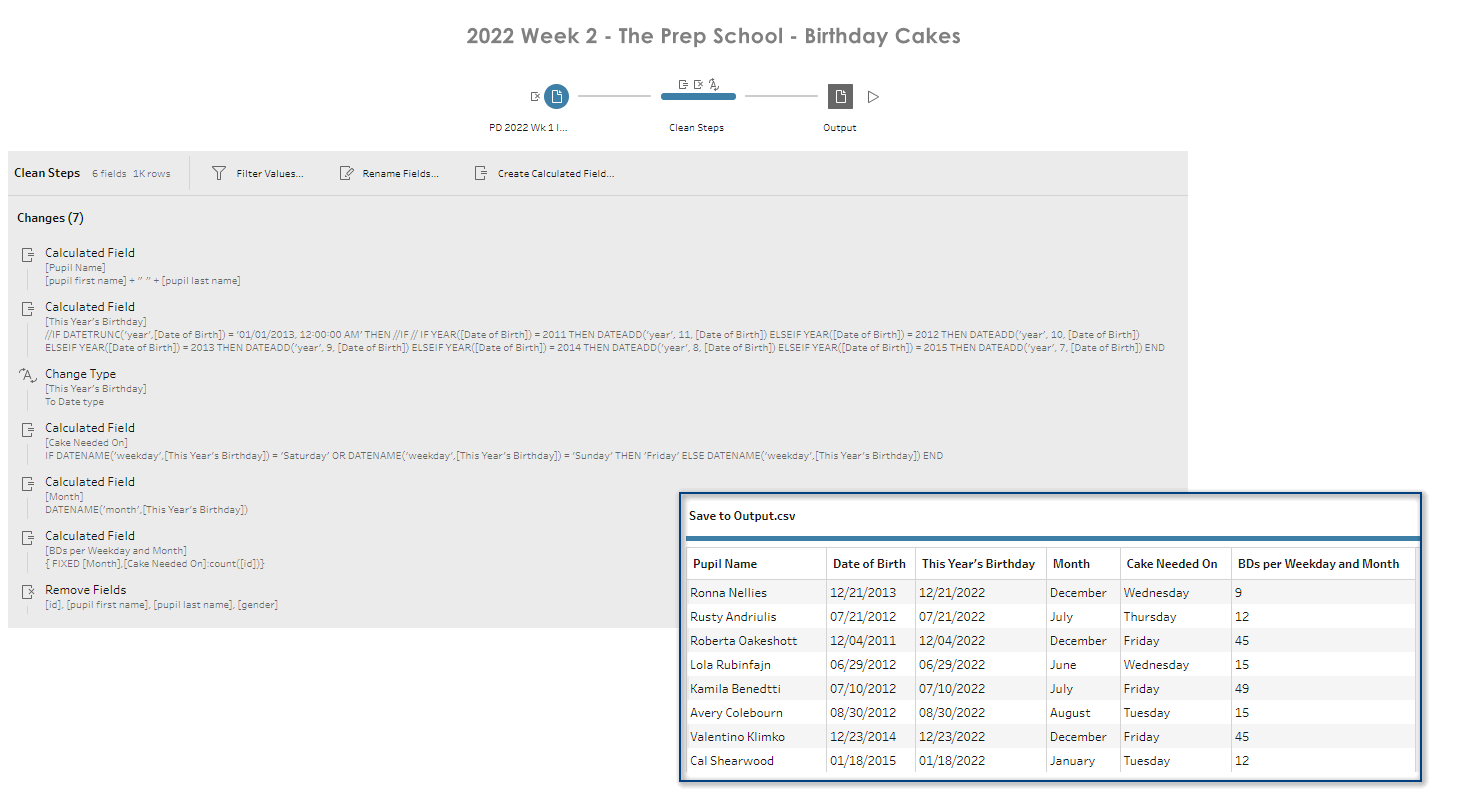 2022 Week 2 - The Prep School - Birthday Cakes
PD 2022 Wk 1 I... Clean Steps Output
Clean Steps 6 fields 1K rows Filter Values... Rename Fields... Create Calculated Field...
Changes (7)
Calculated Field
[Pupil Name]
[pupil first name] + " " + [pupil last name]
Calculated Field
[This Year's Birthday]
//IF DATETRUNC('year',[Date of Birth]) = '01/01/2013, 12:00:00 AM' THEN //IF // IF YEAR([Date of Birth]) = 2011 THEN DATEADD('year', 11, [Date of Birth]) ELSEIF YEAR([Date of Birth]) = 2012 THEN DATEADD('year', 10, [Date of Birth])
ELSEIF YEAR([Date of Birth]) = 2013 THEN DATEADD('year', 9, [Date of Birth]) ELSEIF YEAR([Date of Birth]) = 2014 THEN DATEADD('year', 8, [Date of Birth]) ELSEIF YEAR([Date of Birth]) = 2015 THEN DATEADD('year', 7, [Date of Birth]) END
Change Type
[This Year's Birthday]
To Date type
Calculated Field
[Cake Needed On]
IF DATENAME('weekday',[This Year's Birthday]) = 'Saturday' OR DATENAME('weekday',[This Year's Birthday]) = 'Sunday' THEN 'Friday' ELSE DATENAME('weekday',[This Year's Birthday]) END
Calculated Field
[Month]
DATENAME('month',[This Year's Birthday])
Calculated Field
[BDs per Weekday and Month]
{ FIXED [Month],[Cake Needed On]:count([id])}
Remove Fields
[id], [pupil first name], [pupil last name], [gender]
Save to Output.csv
Pupil Name Date of Birth This Year's Birthday Month Cake Needed On BDs per Weekday and Month
Ronna Nellies 12/21/2013 12/21/2022 December Wednesday 9
Rusty Andriulis 07/21/2012 07/21/2022 July Thursday 12
Roberta Oakeshott 12/04/2011 12/04/2022 December Friday 45
Lola Rubinfajn 06/29/2012 06/29/2022 June Wednesday 15
Kamila Benedtti 07/10/2012 07/10/2022 July Friday 49
Avery Colebourn 08/30/2012 08/30/2022 August Tuesday 15
Valentino Klimko 12/23/2014 12/23/2022 December Friday 45
Cal Shearwood 01/18/2015 01/18/2022 January Tuesday 12